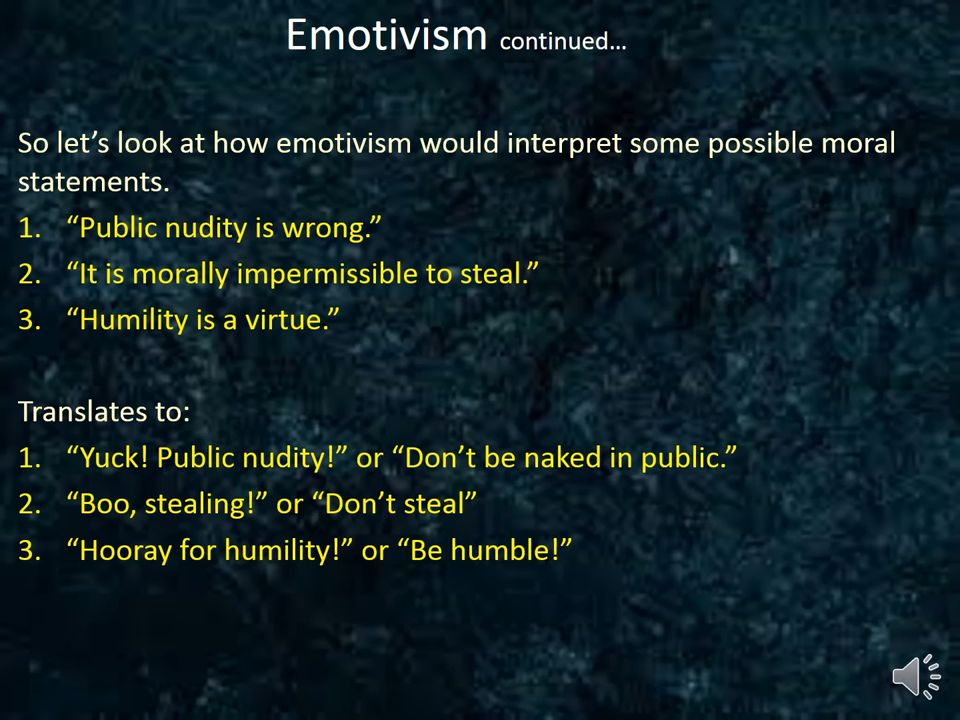 Emotivism continued...
So let’s look at how emotivism would interpret some possible moral
statements.
1. “Public nudity is wrong.”
2. “It is morally impermissible to steal.”
3. “Humility is a virtue.”
Translates to:
1. “Yuck! Public nudity!” or “Don’t be naked in public.”
2. “Boo, stealing!” or “Don’t steal”
3. “Hooray for humility!” or “Be humble!”